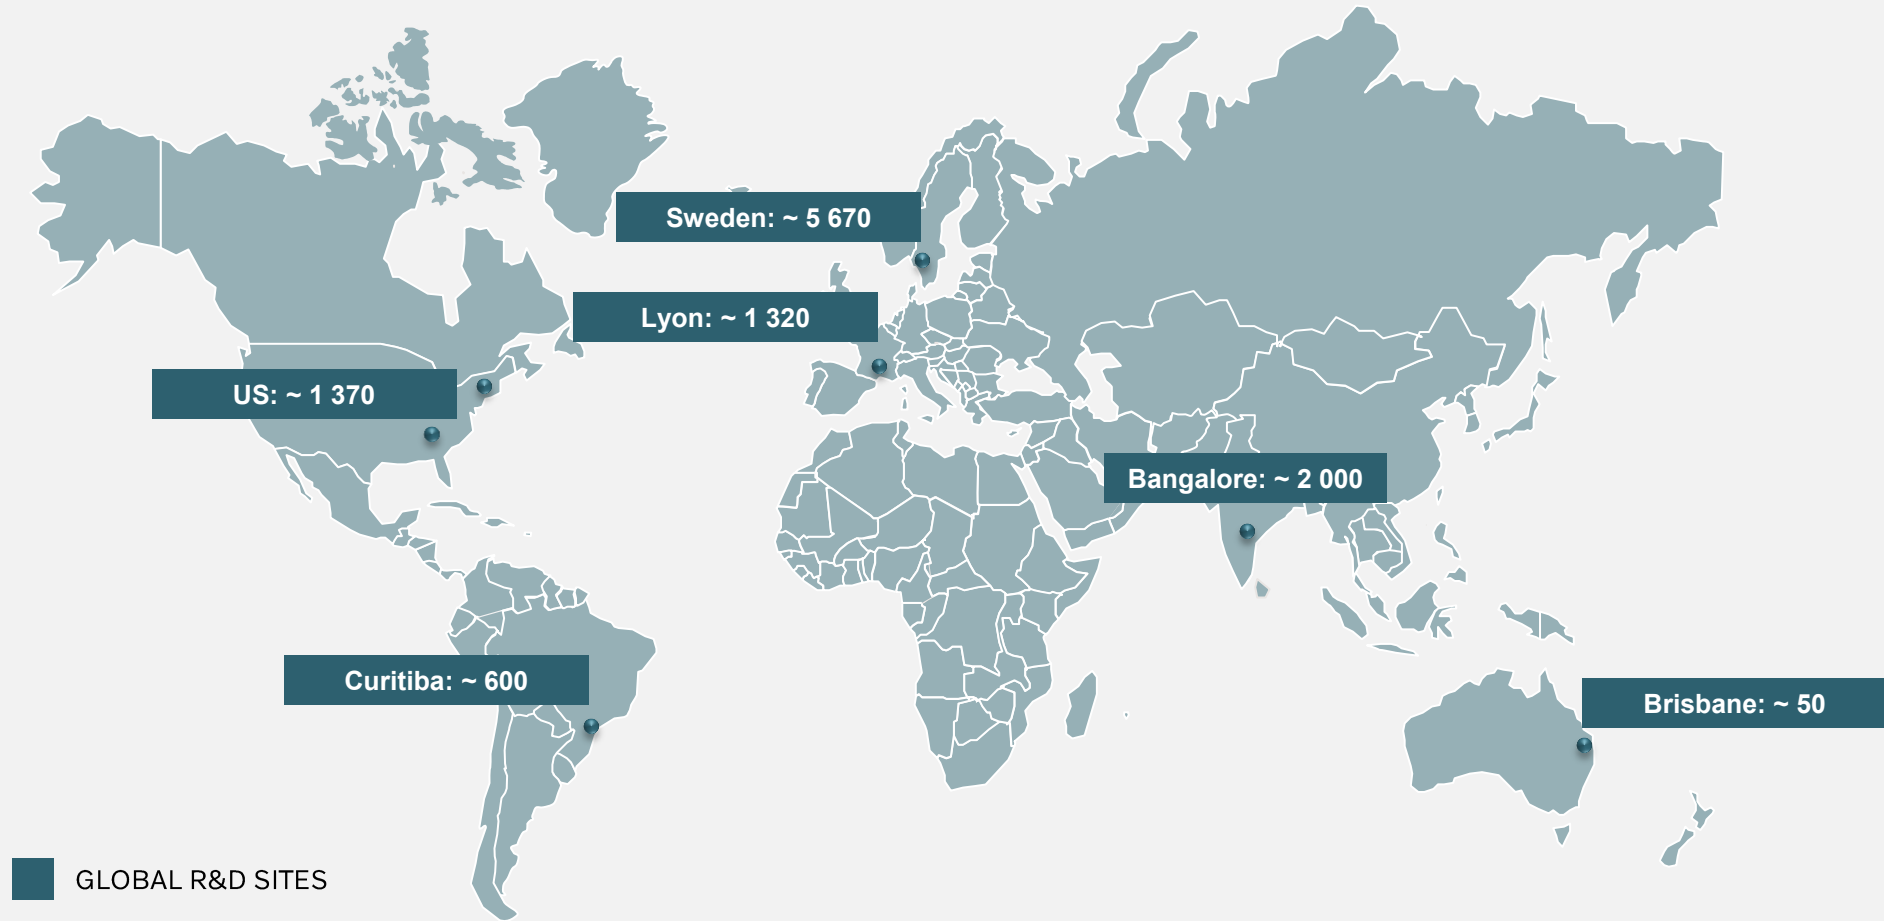 Sweden: ~ 5 670
Lyon: ~ 1 320
US: ~ 1 370
Bangalore: ~ 2 000
Curitiba: ~ 600
Brisbane: ~ 50
GLOBAL R&D SITES